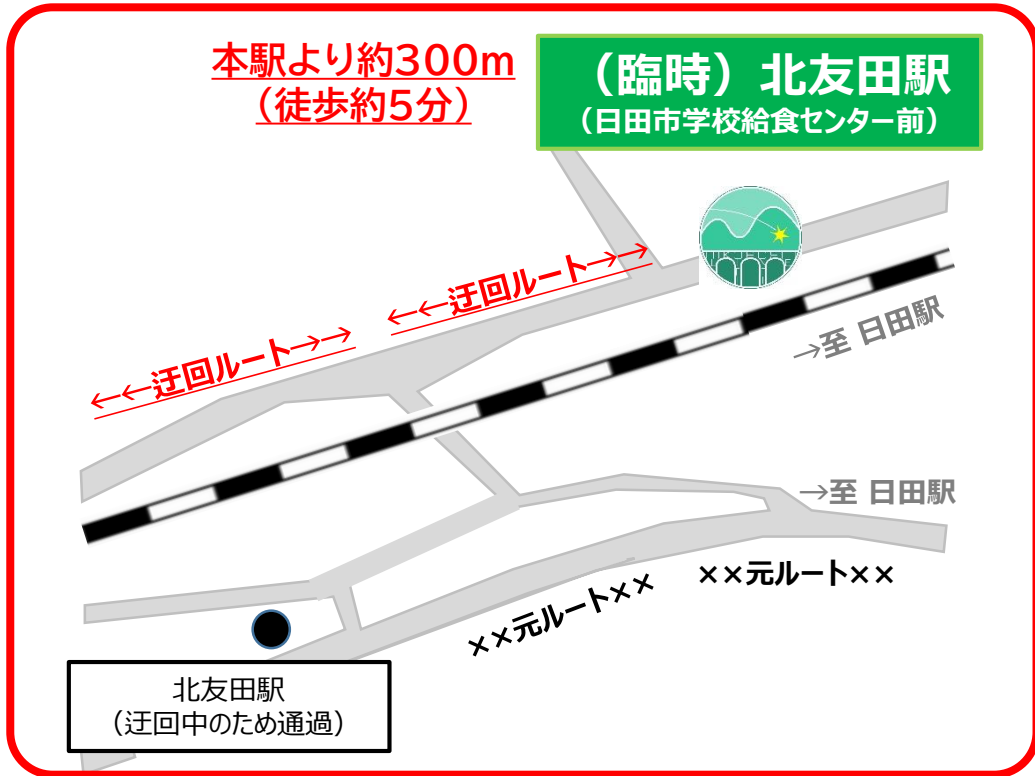 本駅より約300m
（徒歩約5分）
（臨時）北友田駅
（日田市学校給食センター前）
←←迂回ルート→→
←←迂回ルート→→
→至 日田駅
→至 日田駅
××元ルート××
××元ルート××
北友田駅
（迂回中のため通過）